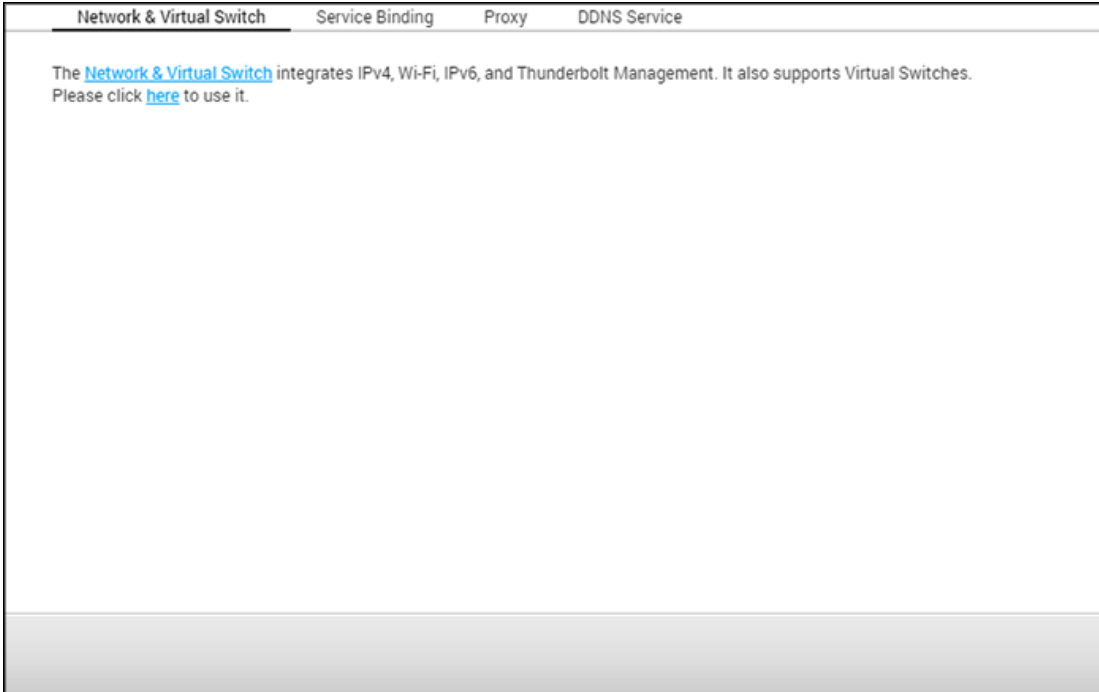 Network & Virtual Switch Service Binding Proxy DDNS Service
The Network & Virtual Switch integrates IPv4, Wi-Fi, IPv6, and Thunderbolt Management. It also supports Virtual Switches.
Please click here to use it.